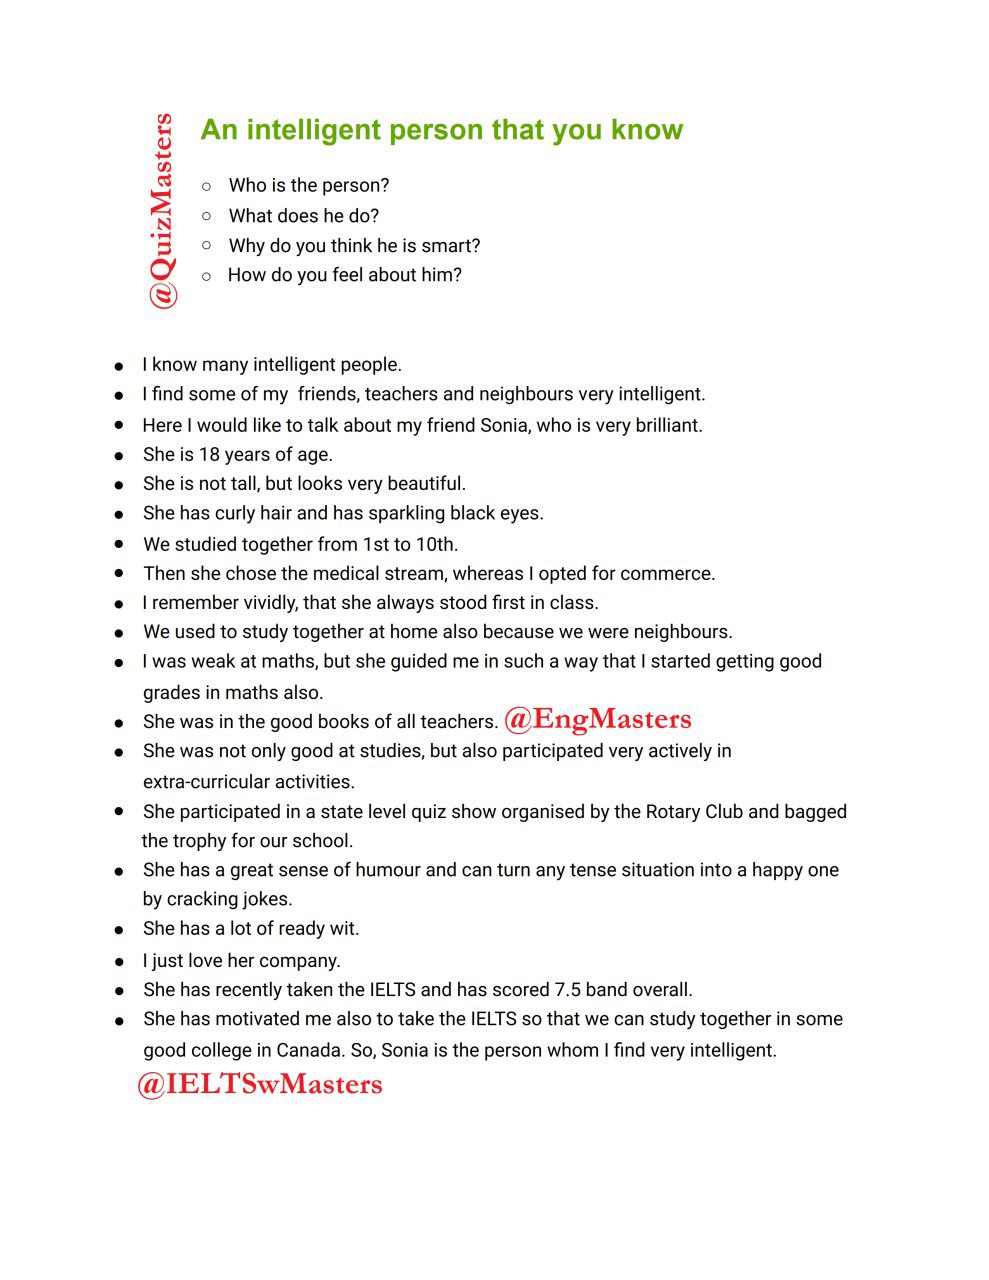 @QuizMasters
An intelligent person that you know
○ Who is the person?
○ What does he do?
○ Why do you think he is smart?
○ How do you feel about him?
● I know many intelligent people.
● I find some of my  friends, teachers and neighbours very intelligent.
● Here I would like to talk about my friend Sonia, who is very brilliant.
● She is 18 years of age.
● She is not tall, but looks very beautiful.
● She has curly hair and has sparkling black eyes.
● We studied together from 1st to 10th.
● Then she chose the medical stream, whereas I opted for commerce.
● I remember vividly, that she always stood first in class.
● We used to study together at home also because we were neighbours.
● I was weak at maths, but she guided me in such a way that I started getting good
grades in maths also.
● She was in the good books of all teachers. @EngMasters
● She was not only good at studies, but also participated very actively in
extra-curricular activities.
● She participated in a state level quiz show organised by the Rotary Club and bagged
the trophy for our school.
● She has a great sense of humour and can turn any tense situation into a happy one
by cracking jokes.
● She has a lot of ready wit.
● I just love her company.
● She has recently taken the IELTS and has scored 7.5 band overall.
● She has motivated me also to take the IELTS so that we can study together in some
good college in Canada. So, Sonia is the person whom I find very intelligent.
@IELTSwMasters